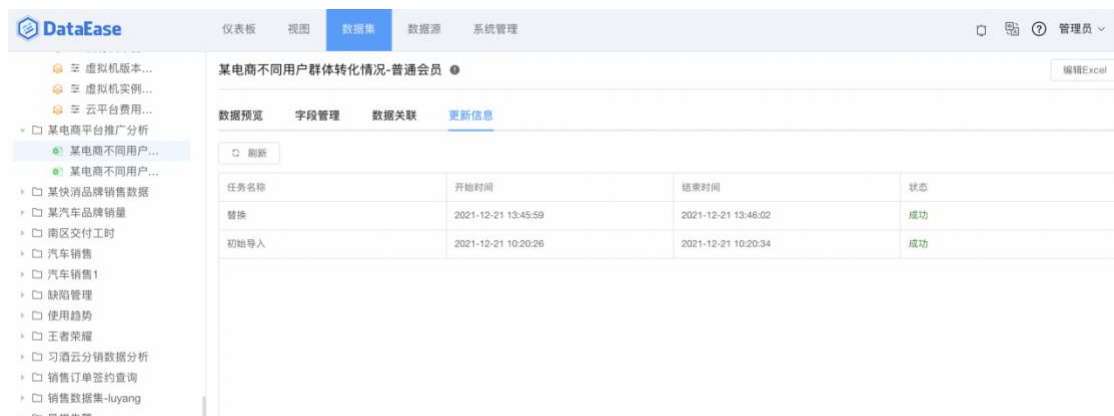 DataEase
仪表板 视图 数据集 数据源 系统管理 管理员
虚拟机版本...
虚拟机实例...
云平台费用...
某电商平台推广分析
某电商不同用户...
某电商不同用户...
某快消品牌销售数据
某汽车品牌销量
南区交付工时
汽车销售
汽车销售1
缺陷管理
使用趋势
王者荣耀
习酒云分销数据分析
销售订单签约查询
销售数据集-luyang
某电商不同用户群体转化情况-普通会员
编辑Excel
数据预览 字段管理 数据关联 更新信息
刷新
任务名称 开始时间 结束时间 状态
替换 2021-12-21 13:45:59 2021-12-21 13:46:02 成功
初始导入 2021-12-21 10:20:26 2021-12-21 10:20:34 成功